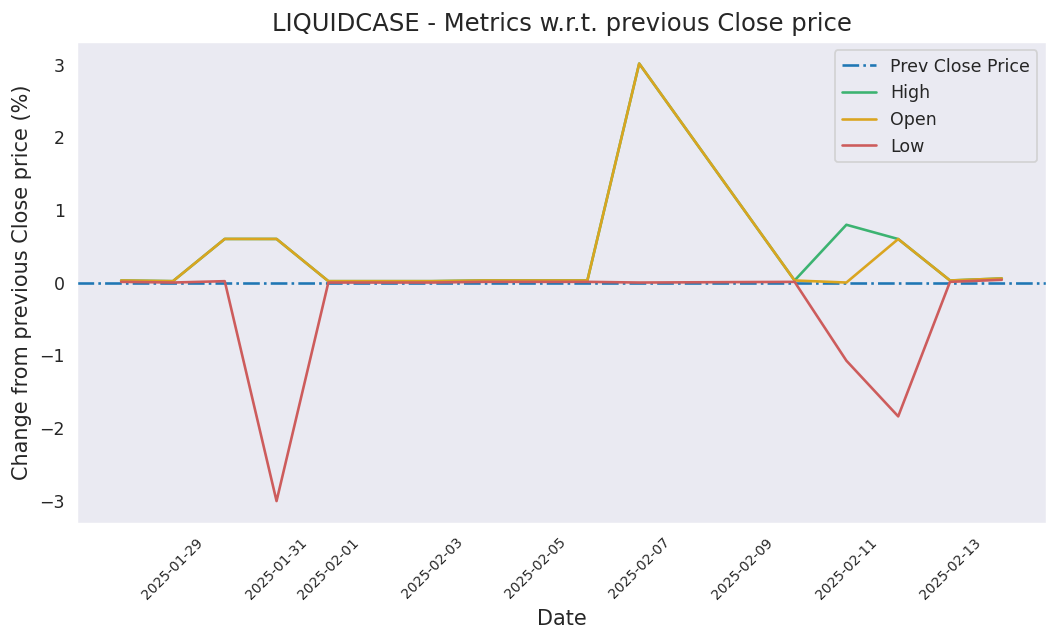 LIQUIDCASE - Metrics w.r.t. previous Close price
Prev Close Price
High
Open
Low
Change from previous Close price (%)
3
2
1
0
−1
−2
−3
2025-01-29
2025-01-31
2025-02-01
2025-02-03
2025-02-05
2025-02-07
2025-02-09
2025-02-11
2025-02-13
Date